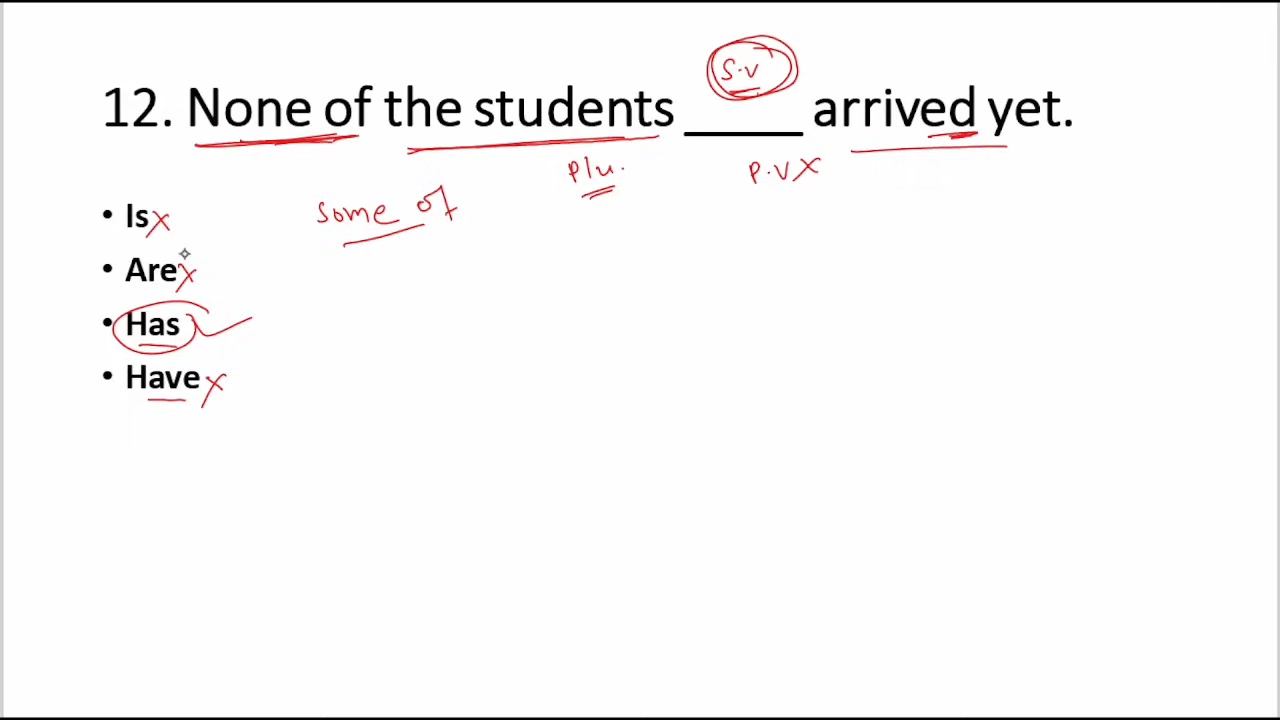 S.V
12. None of the students _____ arrived yet.
Plu.
P.V X
• Is x
some of
• Are x
• Has
• Have x